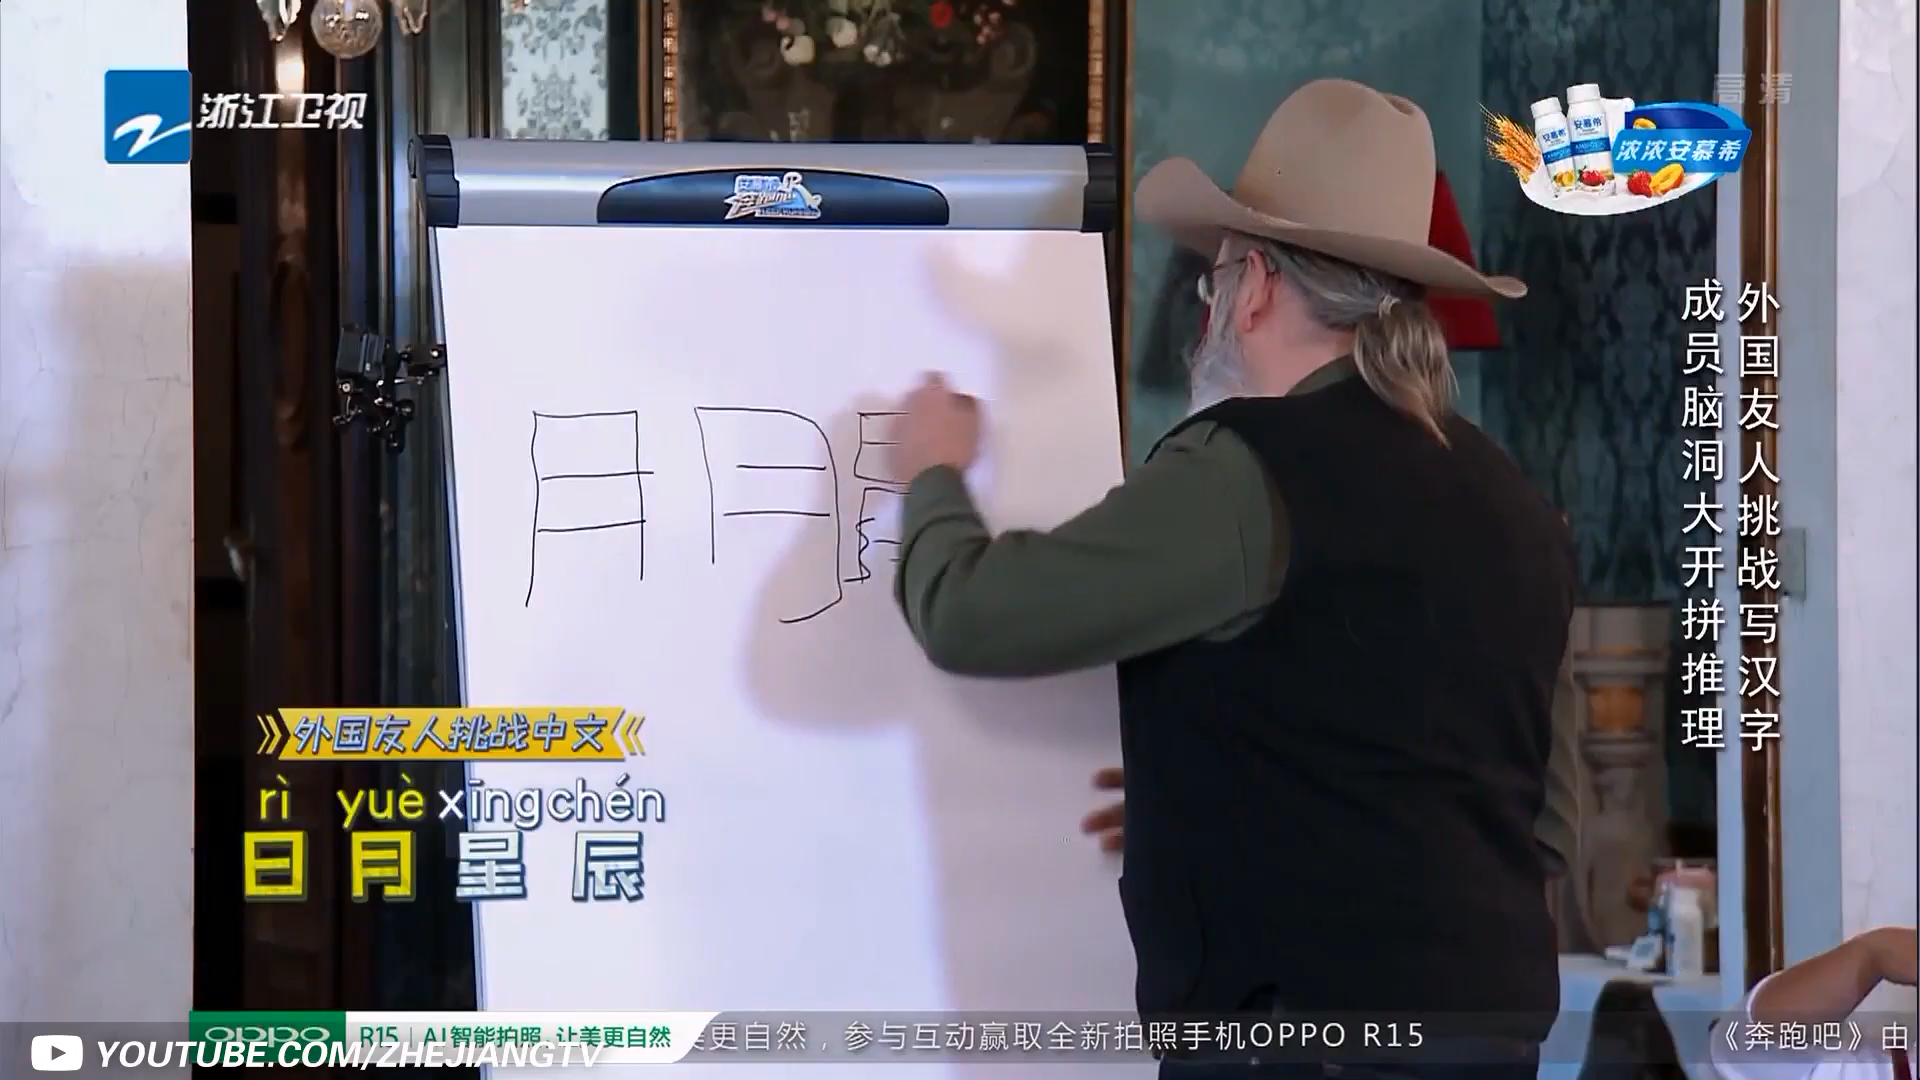 浙江卫视
高清
安慕希
浓浓安慕希
外国友人挑战写汉字
成员脑洞大开拼推理
外国友人挑战中文
rì yuè xīngchén
日月星辰
oppo R15 | AI智能拍照,让美更自然
美更自然，参与互动赢取全新拍照手机OPPO R15
《奔跑吧》由
YOUTUBE.COM/ZHEJIANGTV